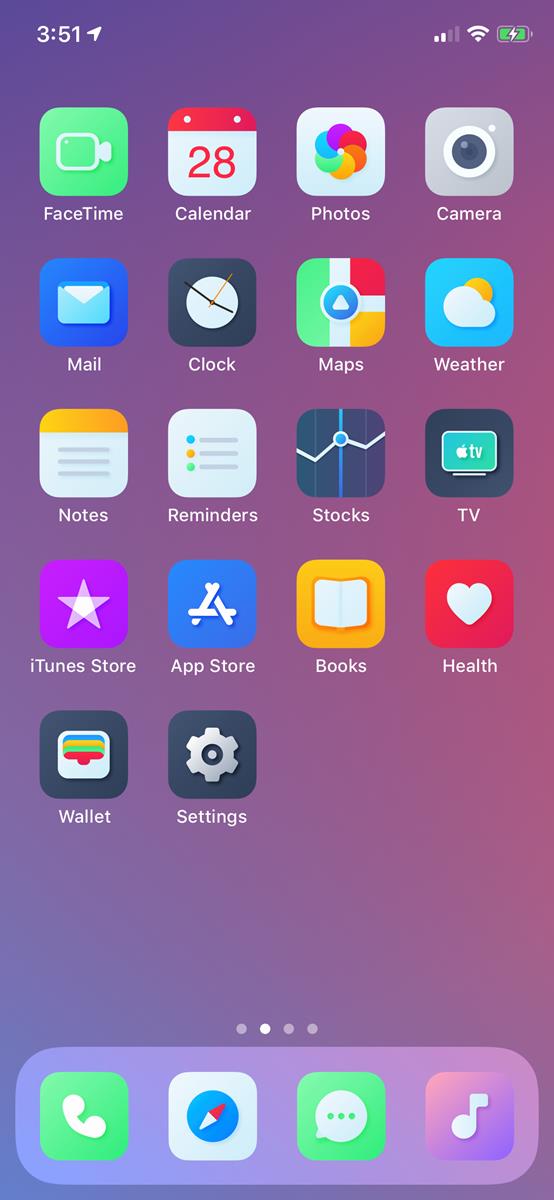 3:51
FaceTime
28
Calendar
Photos
Camera
Mail
Clock
Maps
Weather
Notes
Reminders
Stocks
tv
TV
iTunes Store
App Store
Books
Health
Wallet
Settings